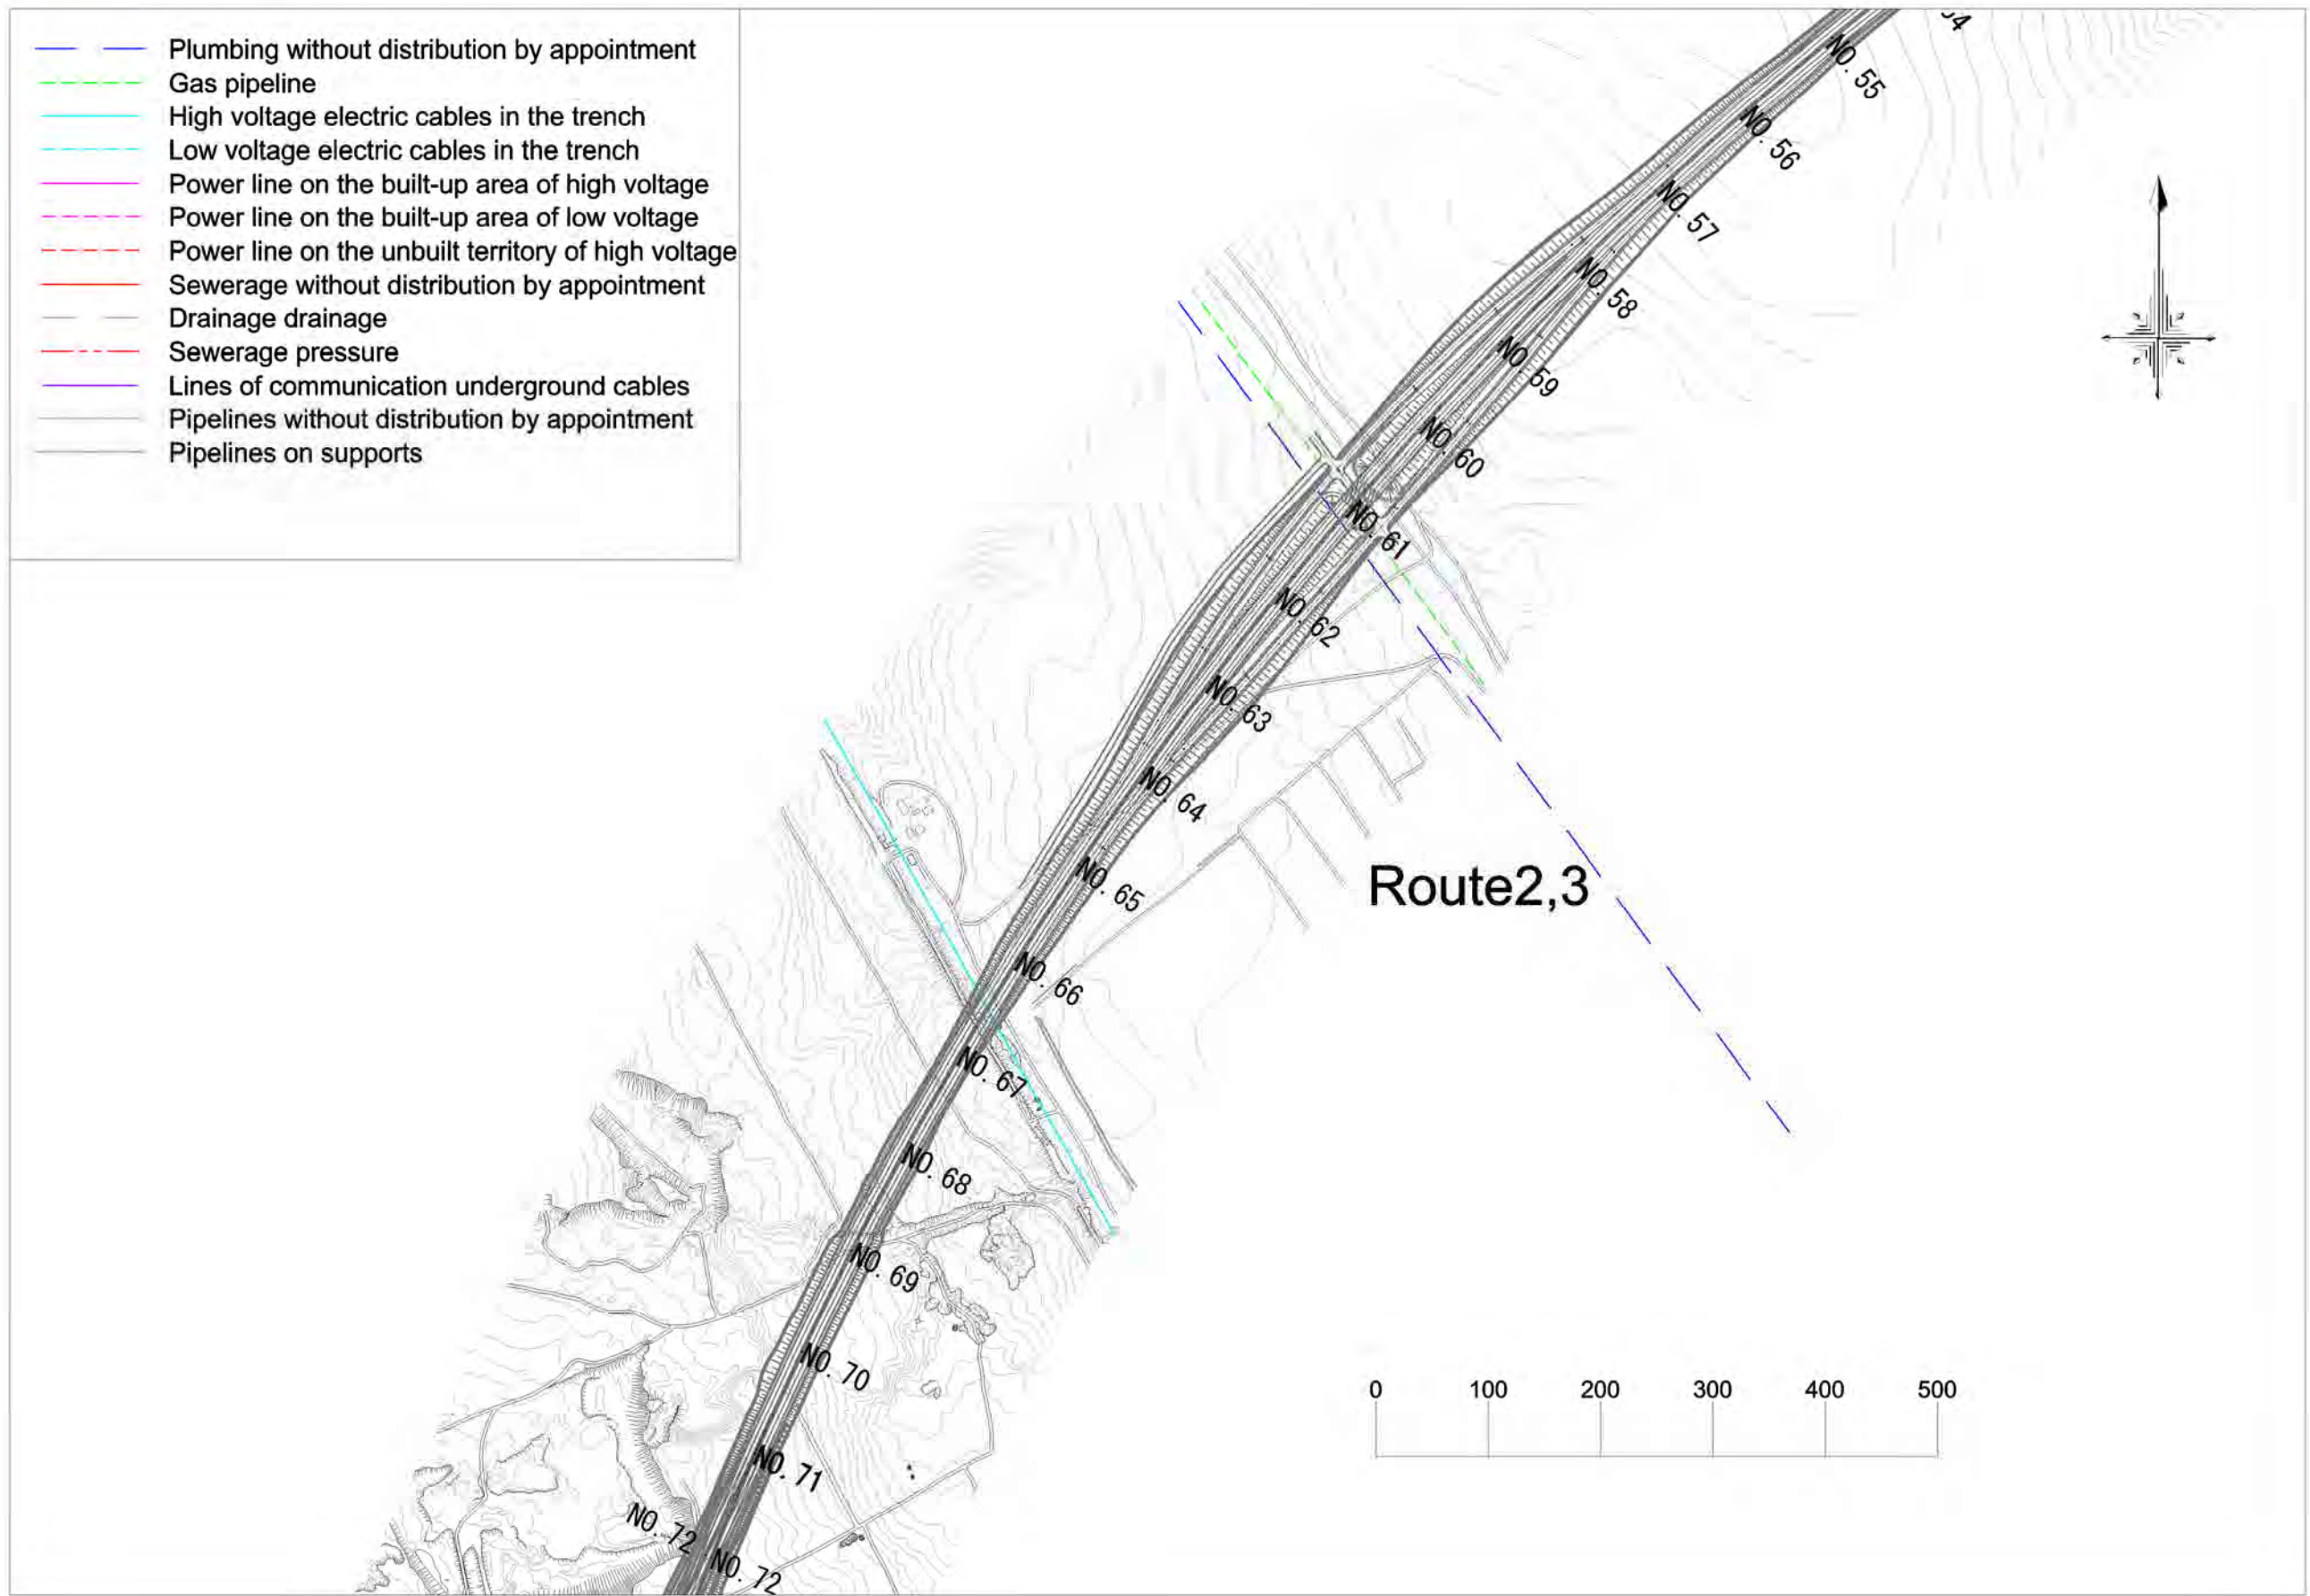 Plumbing without distribution by appointment
Gas pipeline
High voltage electric cables in the trench
Low voltage electric cables in the trench
Power line on the built-up area of high voltage
Power line on the built-up area of low voltage
Power line on the unbuilt territory of high voltage
Sewerage without distribution by appointment
Drainage drainage
Sewerage pressure
Lines of communication underground cables
Pipelines without distribution by appointment
Pipelines on supports
NO. 55
NO. 56
NO. 57
NO. 58
NO. 59
NO. 60
NO. 61
NO. 62
NO. 63
NO. 64
NO. 65
NO. 66
NO. 67
NO. 68
NO. 69
NO. 70
NO. 71
NO. 72
NO. 72
Route2,3
0 100 200 300 400 500